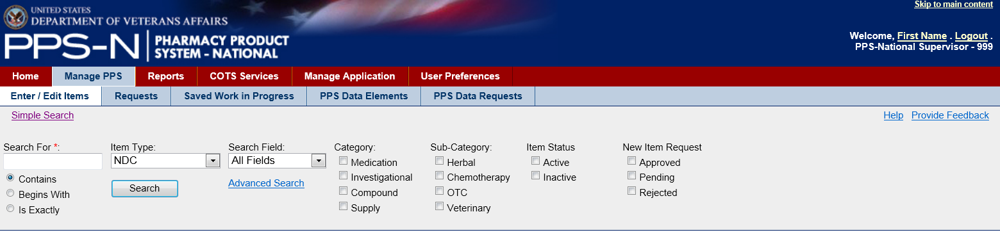 Skip to main content
UNITED STATES
DEPARTMENT OF VETERANS AFFAIRS
PPS-N
PHARMACY PRODUCT
SYSTEM – NATIONAL
Welcome, First Name . Logout .
PPS-National Supervisor - 999
Home Manage PPS Reports COTS Services Manage Application User Preferences
Enter / Edit Items Requests Saved Work in Progress PPS Data Elements PPS Data Requests
Simple Search Help Provide Feedback
Search For *: Item Type: Search Field: Category: Sub-Category: Item Status New Item Request
NDC All Fields Medication Herbal Active Approved
Contains Investigational Chemotherapy Inactive Pending
Search Advanced Search
Begins With Compound OTC Rejected
Is Exactly Supply Veterinary